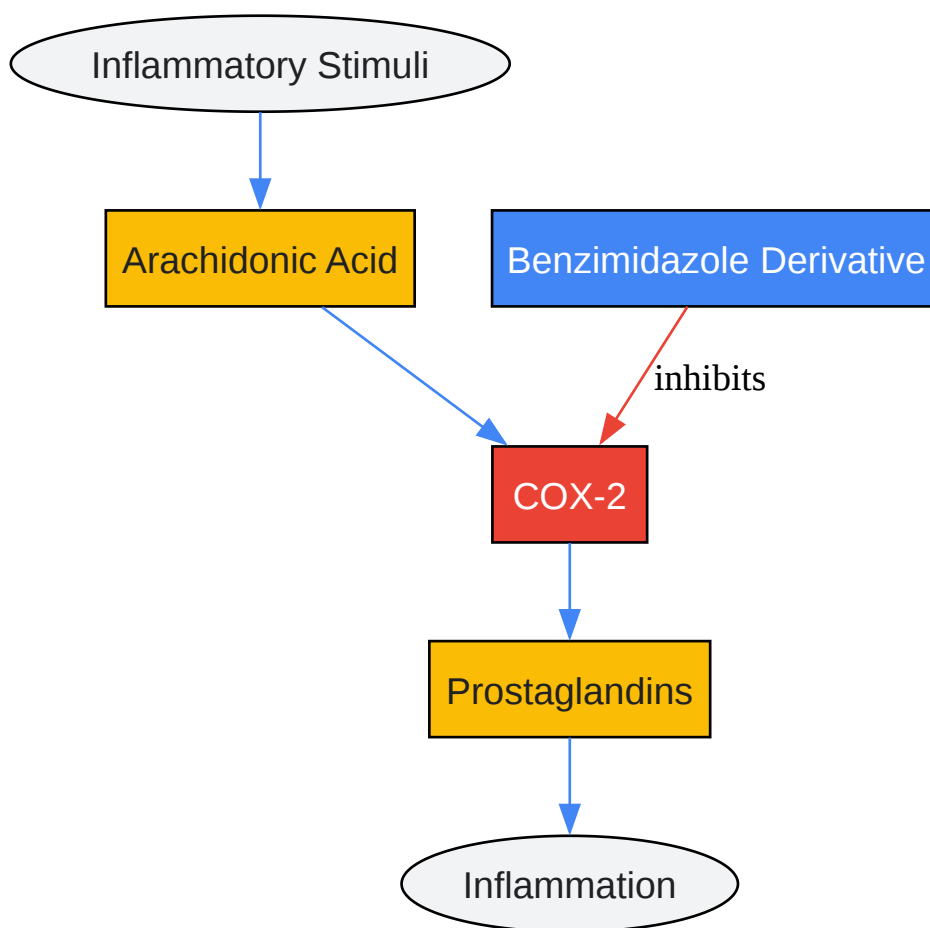 Inflammatory Stimuli
Arachidonic Acid
Benzimidazole Derivative
inhibits
COX-2
Prostaglandins
Inflammation